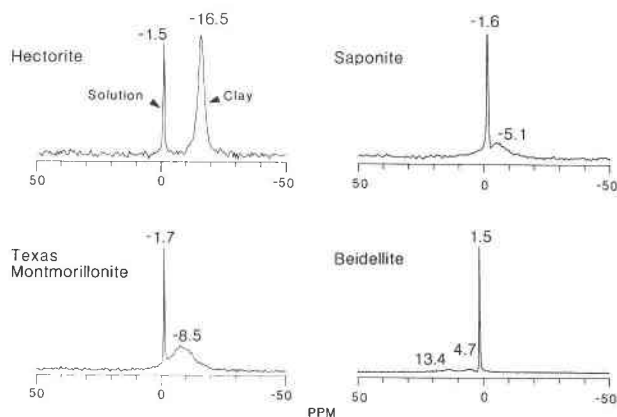 Hectorite
-1.5
-16.5
Solution
Clay
50 0 -50
Saponite
-1.6
-5.1
50 0 -50
Texas
Montmorillonite
-1.7
-8.5
50 0 -50
Beidellite
1.5
13.4
4.7
50 0 -50
PPM